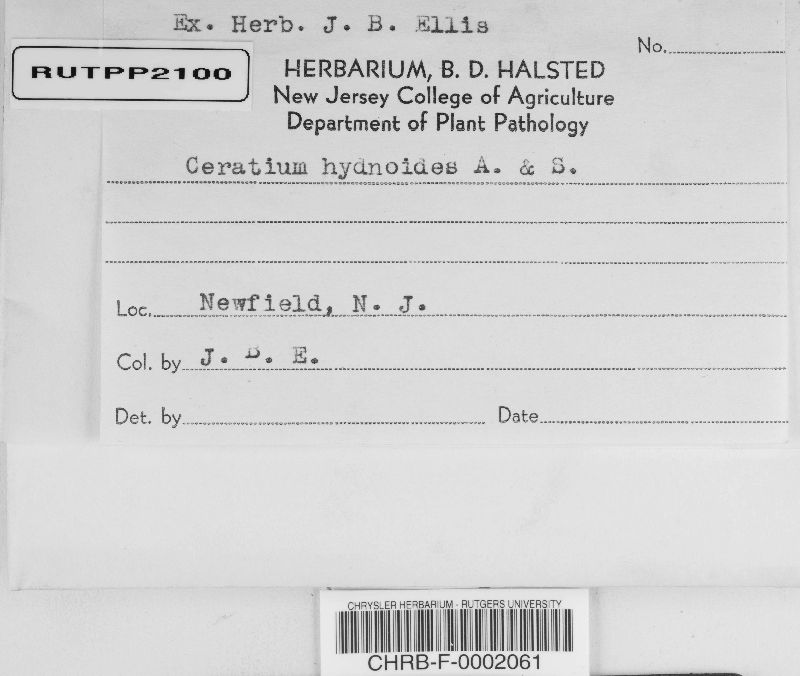 Ex. Herb. J. B. Ellis
No.
RUTPP2100
HERBARIUM, B. D. HALSTED
New Jersey College of Agriculture
Department of Plant Pathology
Ceratium hydnoides A. & S.
Loc. Newfield, N. J.
Col. by J. B. E.
Det. by
Date
CHRYSLER HERBARIUM - RUTGERS UNIVERSITY
CHRB-F-0002061